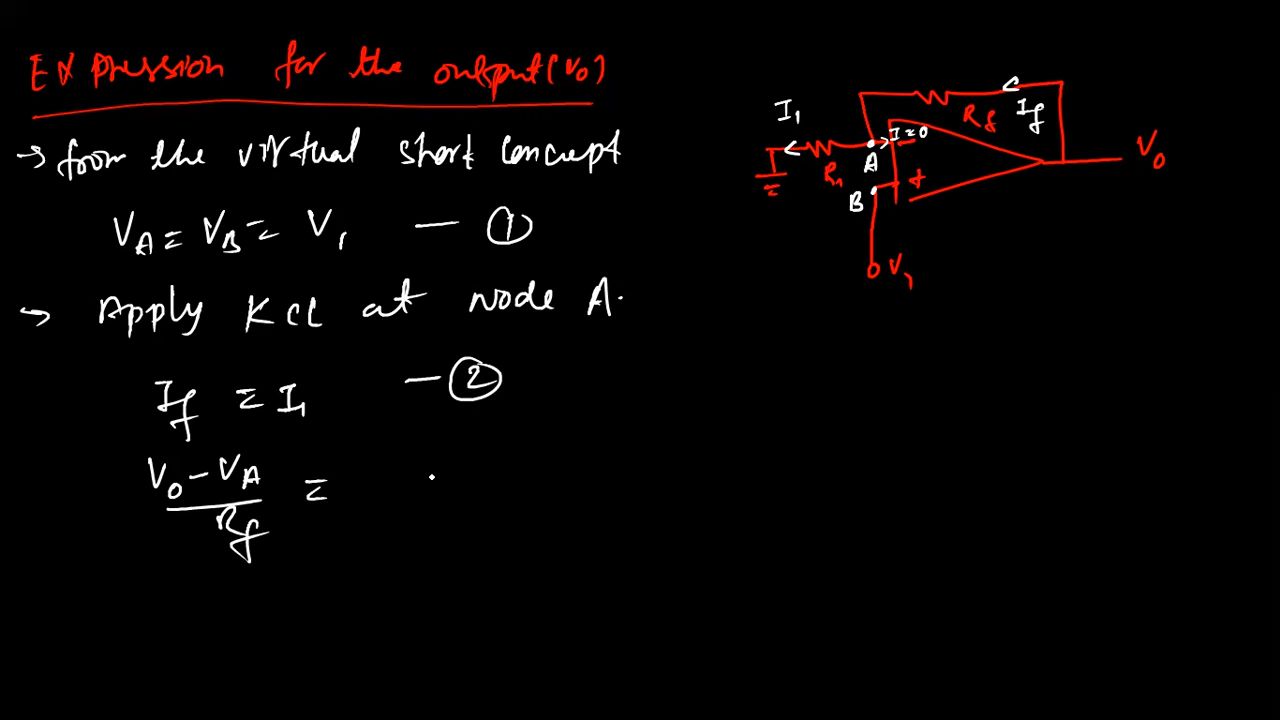 Expression for the output(V0)
→ from the virtual short concept
VA = VB = V1 — ①
→ Apply KCL at node A.
If = I1 — ②
V0 - VA / Rf =
I1
R1
A
I=0
Rf
If
V0
B
-
+
V1